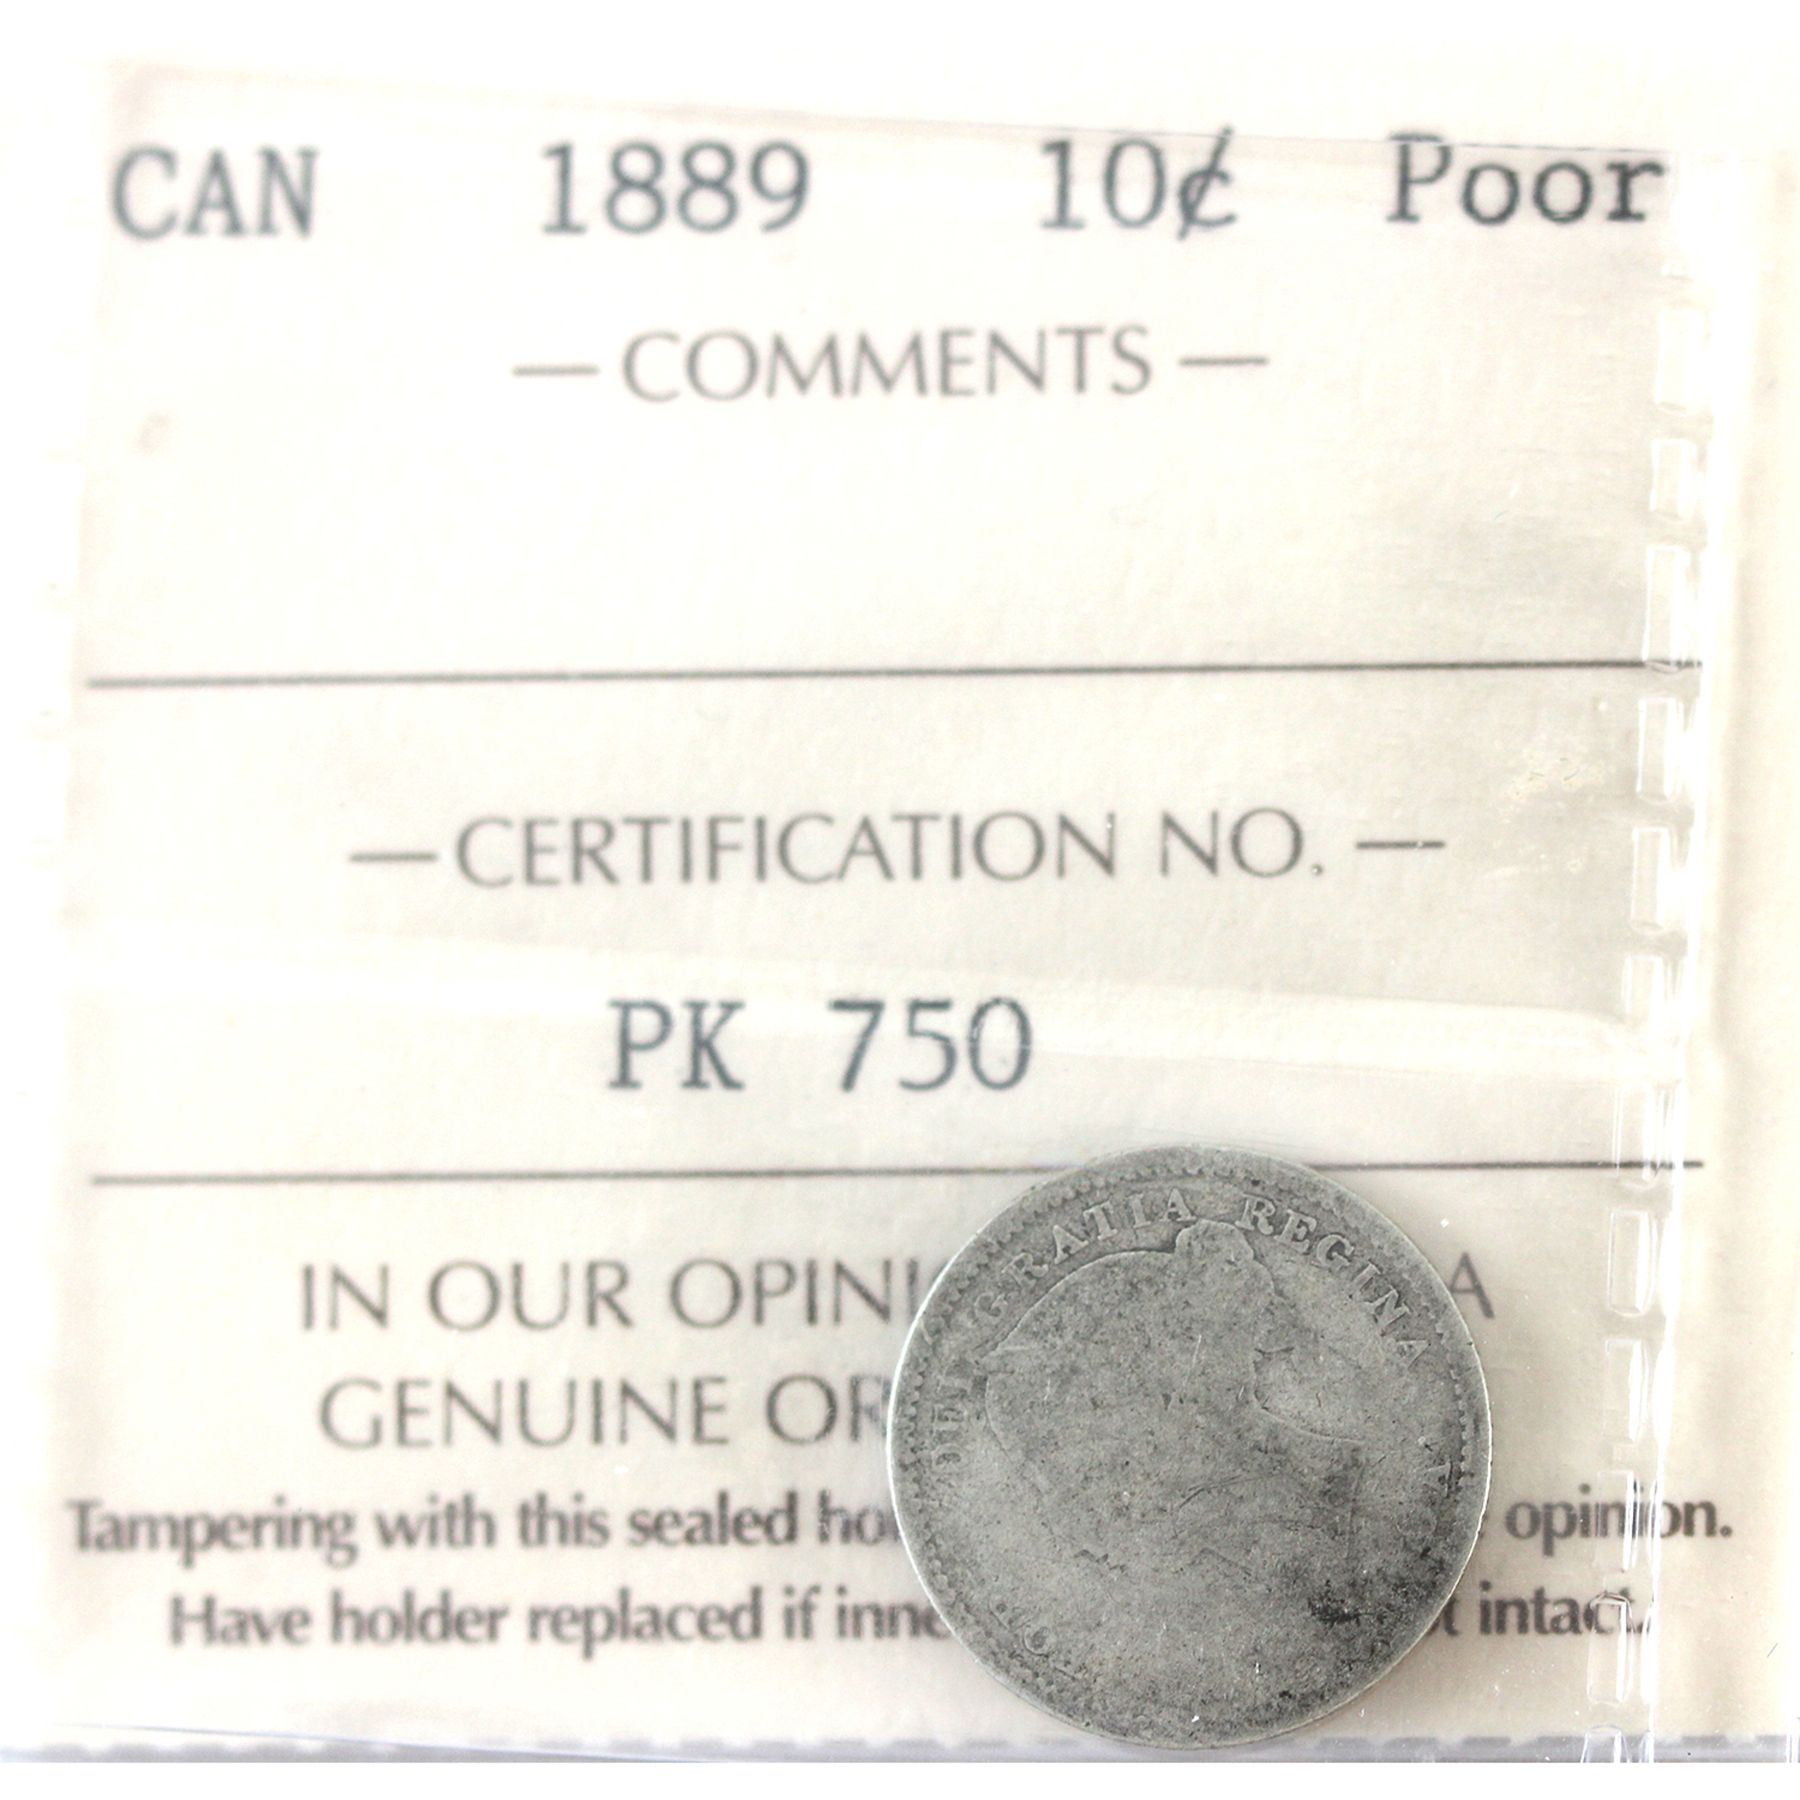 CAN 1889 10¢ Poor
— COMMENTS —
— CERTIFICATION NO. —
PK 750
DEI GRATIA REGINA
IN OUR OPINI A
GENUINE OR
Tampering with this sealed ho opinion.
Have holder replaced if inne t intact.